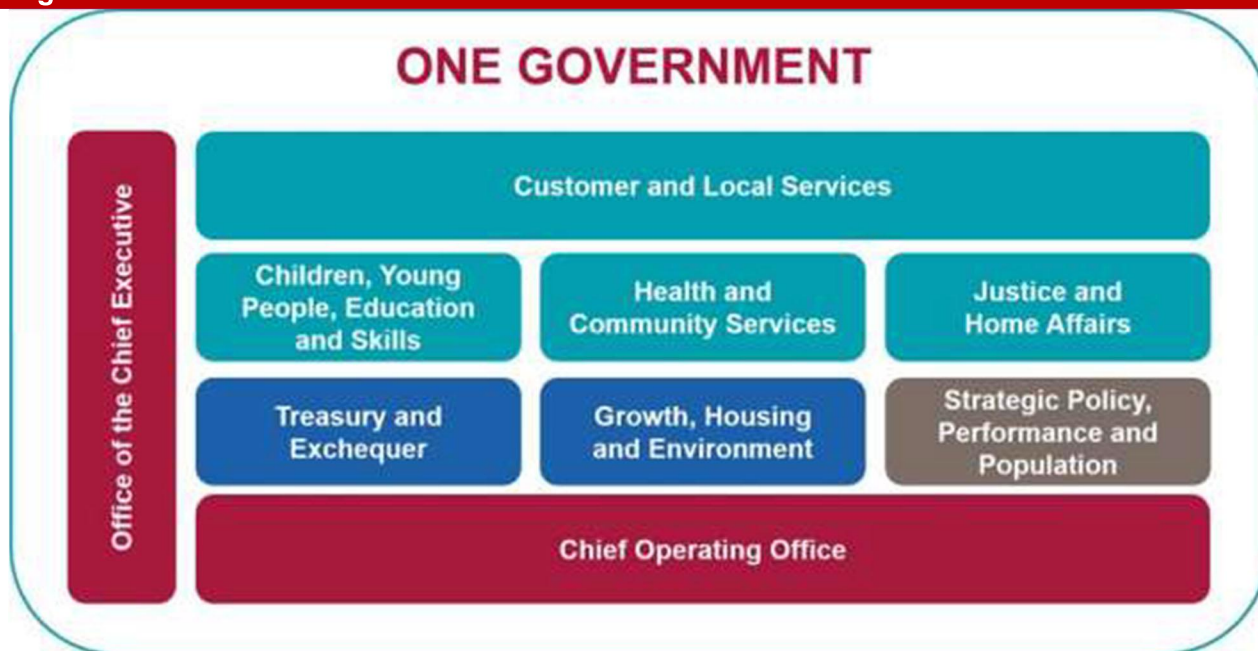 ONE GOVERNMENT
Office of the Chief Executive
Customer and Local Services
Children, Young
People, Education
and Skills
Health and
Community Services
Justice and
Home Affairs
Treasury and
Exchequer
Growth, Housing
and Environment
Strategic Policy,
Performance and
Population
Chief Operating Office